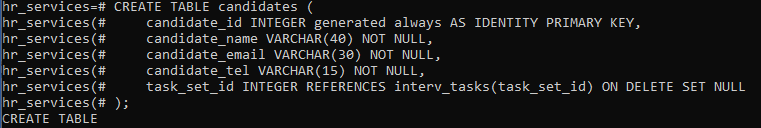 hr_services=# CREATE TABLE candidates (
hr_services(#     candidate_id INTEGER generated always AS IDENTITY PRIMARY KEY,
hr_services(#     candidate_name VARCHAR(40) NOT NULL,
hr_services(#     candidate_email VARCHAR(30) NOT NULL,
hr_services(#     candidate_tel VARCHAR(15) NOT NULL,
hr_services(#     task_set_id INTEGER REFERENCES interv_tasks(task_set_id) ON DELETE SET NULL
hr_services(# );
CREATE TABLE